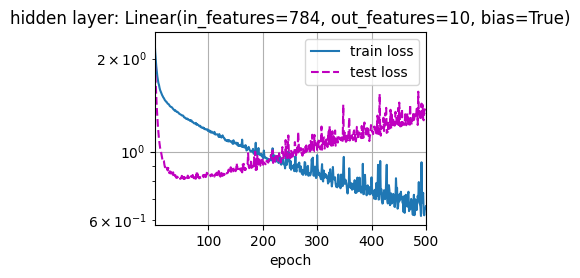 hidden layer: Linear(in_features=784, out_features=10, bias=True)
train loss
test loss
2 × 10⁰
10⁰
6 × 10⁻¹
100 200 300 400 500
epoch